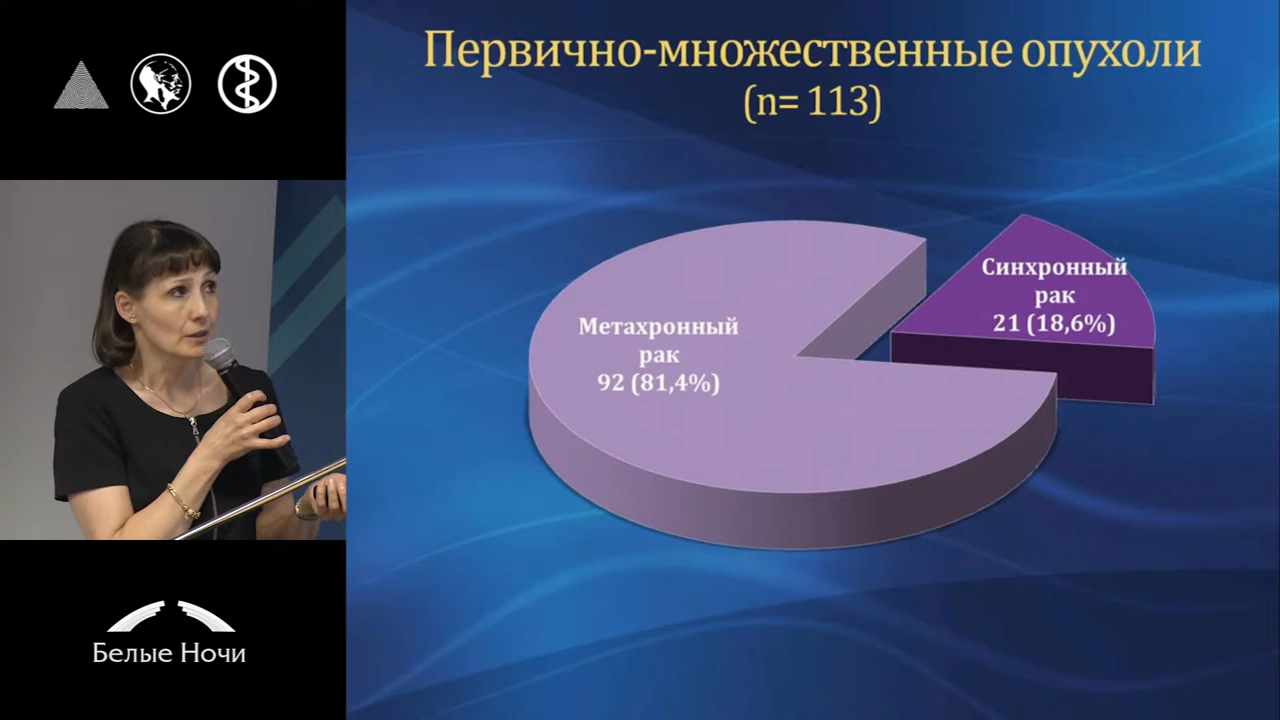 Первично-множественные опухоли
(n= 113)
Метахронный
рак
92 (81,4%)
Синхронный
рак
21 (18,6%)
Белые Ночи